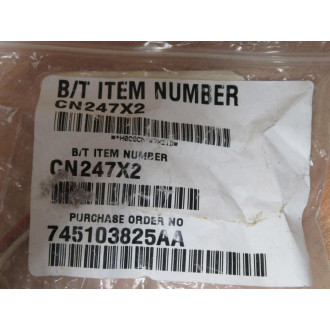 B/T ITEM NUMBER
CN247X2
B/T ITEM NUMBER
CN247X2
PURCHASE ORDER NO
745103825AA